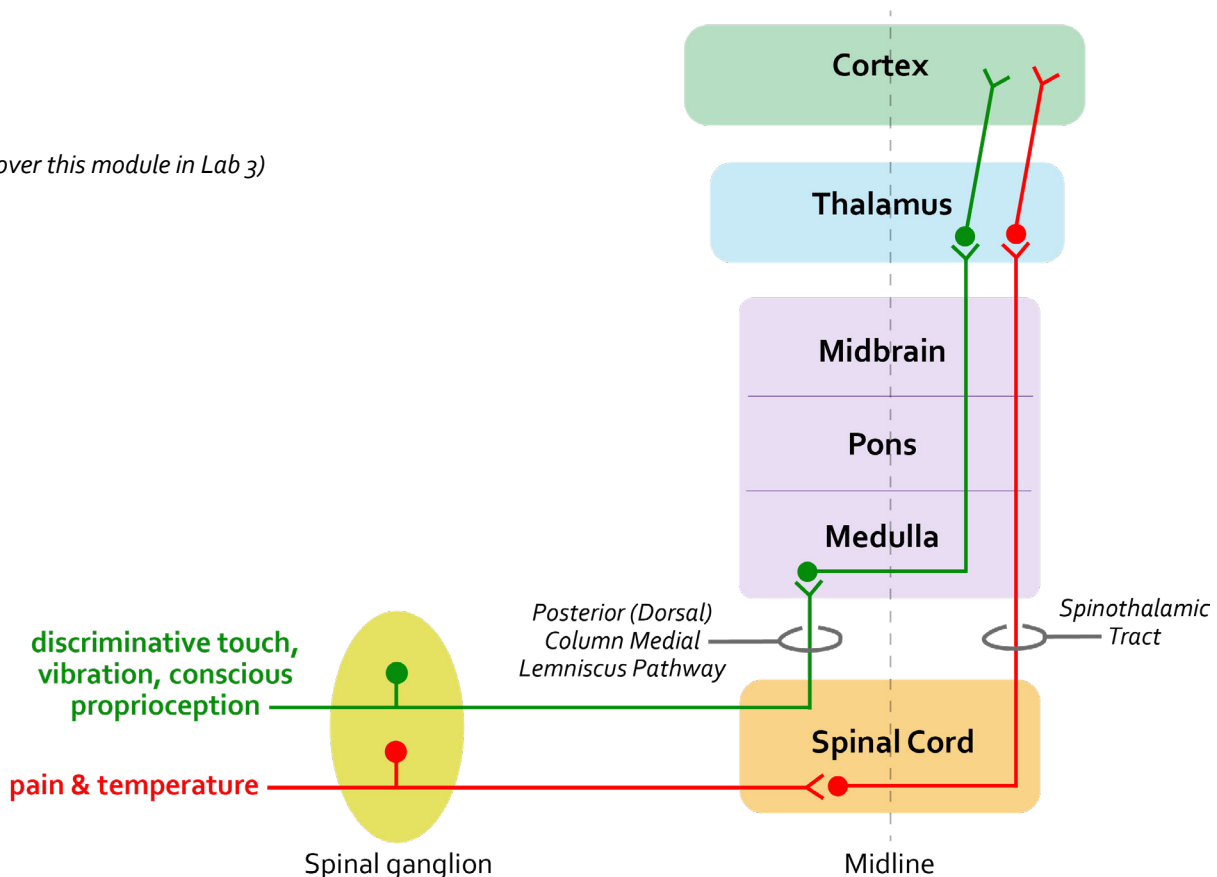 Cortex
over this module in Lab 3)
Thalamus
Midbrain
Pons
Medulla
Posterior (Dorsal)
Column Medial
Lemniscus Pathway
Spinothalamic
Tract
discriminative touch,
vibration, conscious
proprioception
Spinal Cord
pain & temperature
Spinal ganglion
Midline